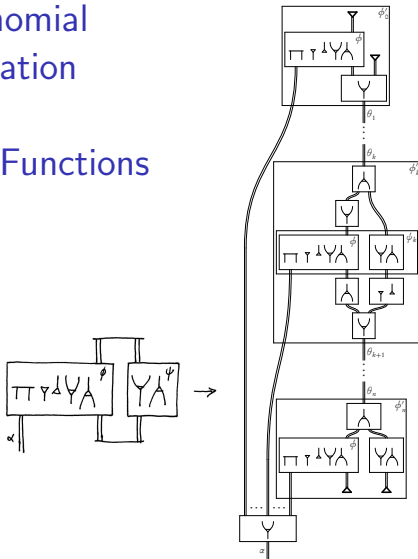 nomial
ation
Functions
ϕ'₀
ϕ
θ₁
θₖ
ϕ'ₖ
ϕ
ϕₖ
θₖ₊₁
θₙ
ϕ'ₙ
ϕ
α
ϕ
ψ
α
→